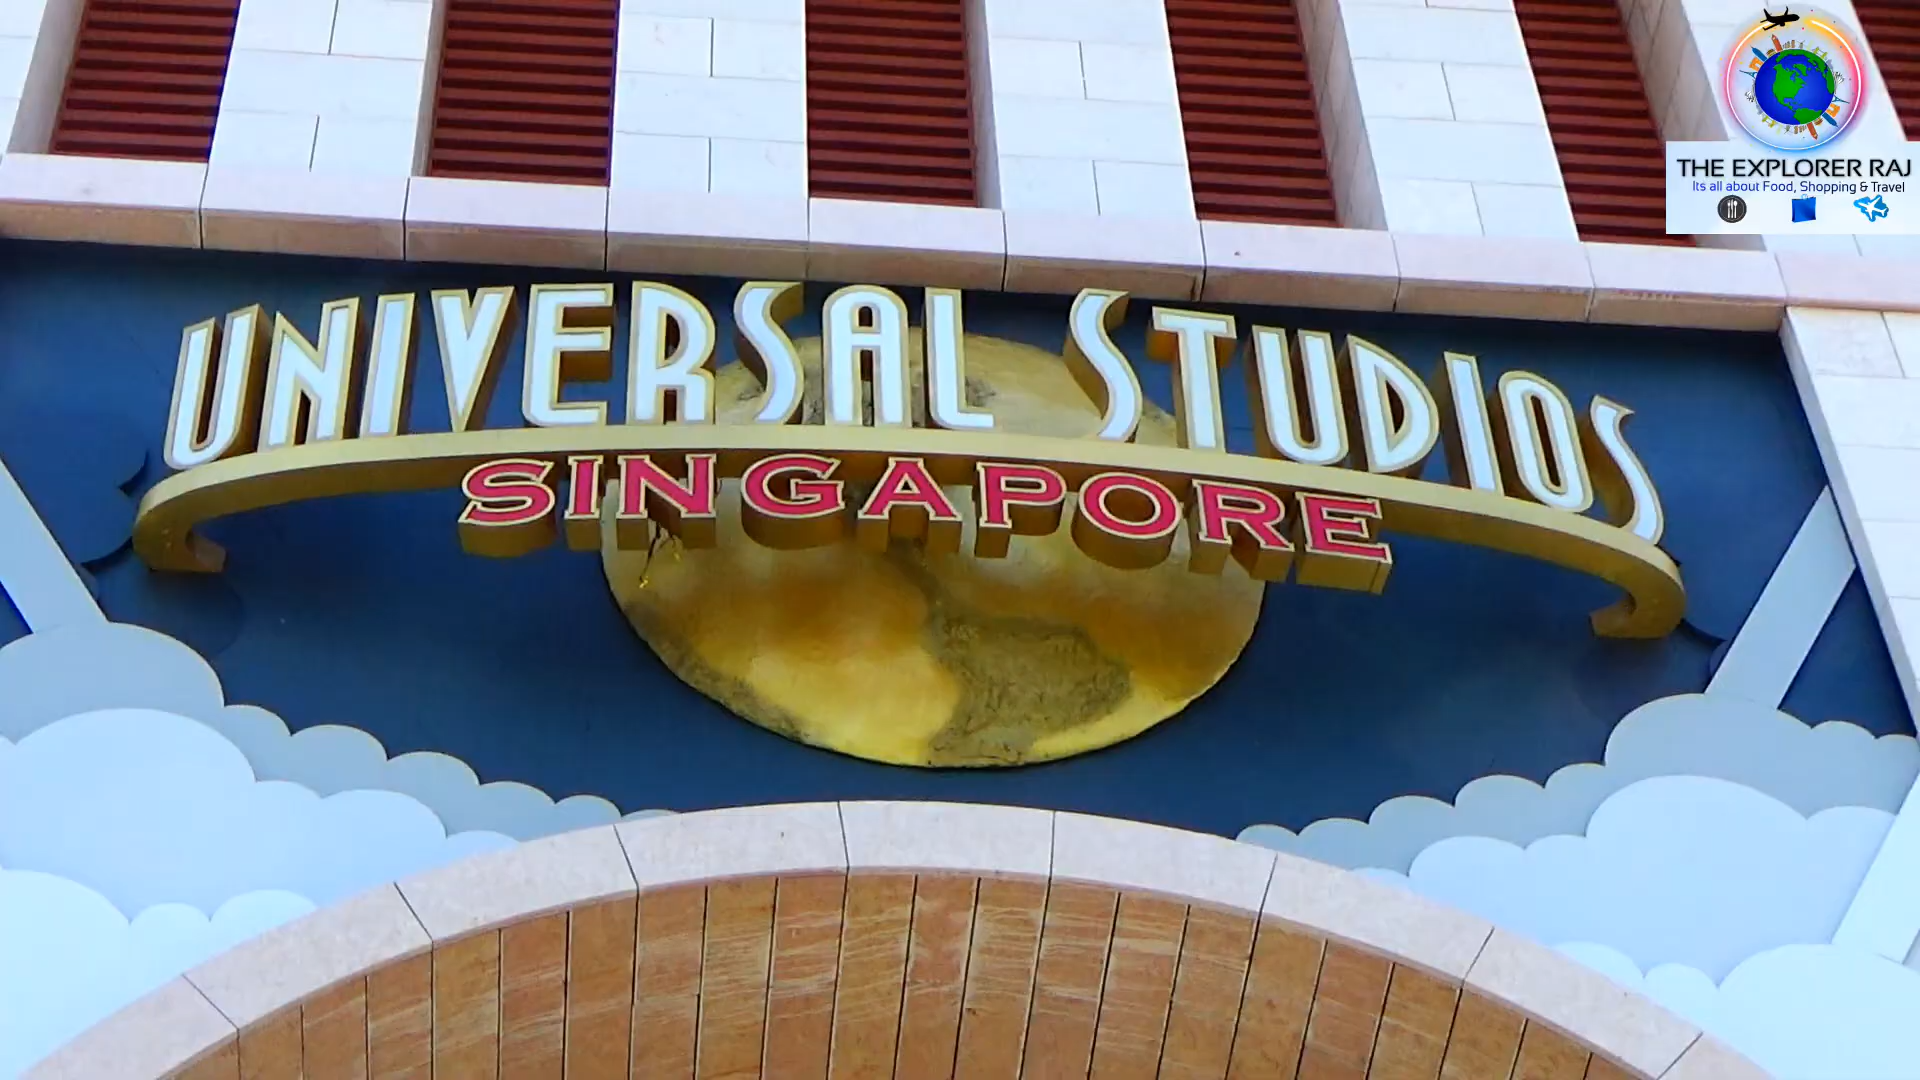 UNIVERSAL STUDIOS
SINGAPORE
THE EXPLORER RAJ
Its all about Food, Shopping & Travel